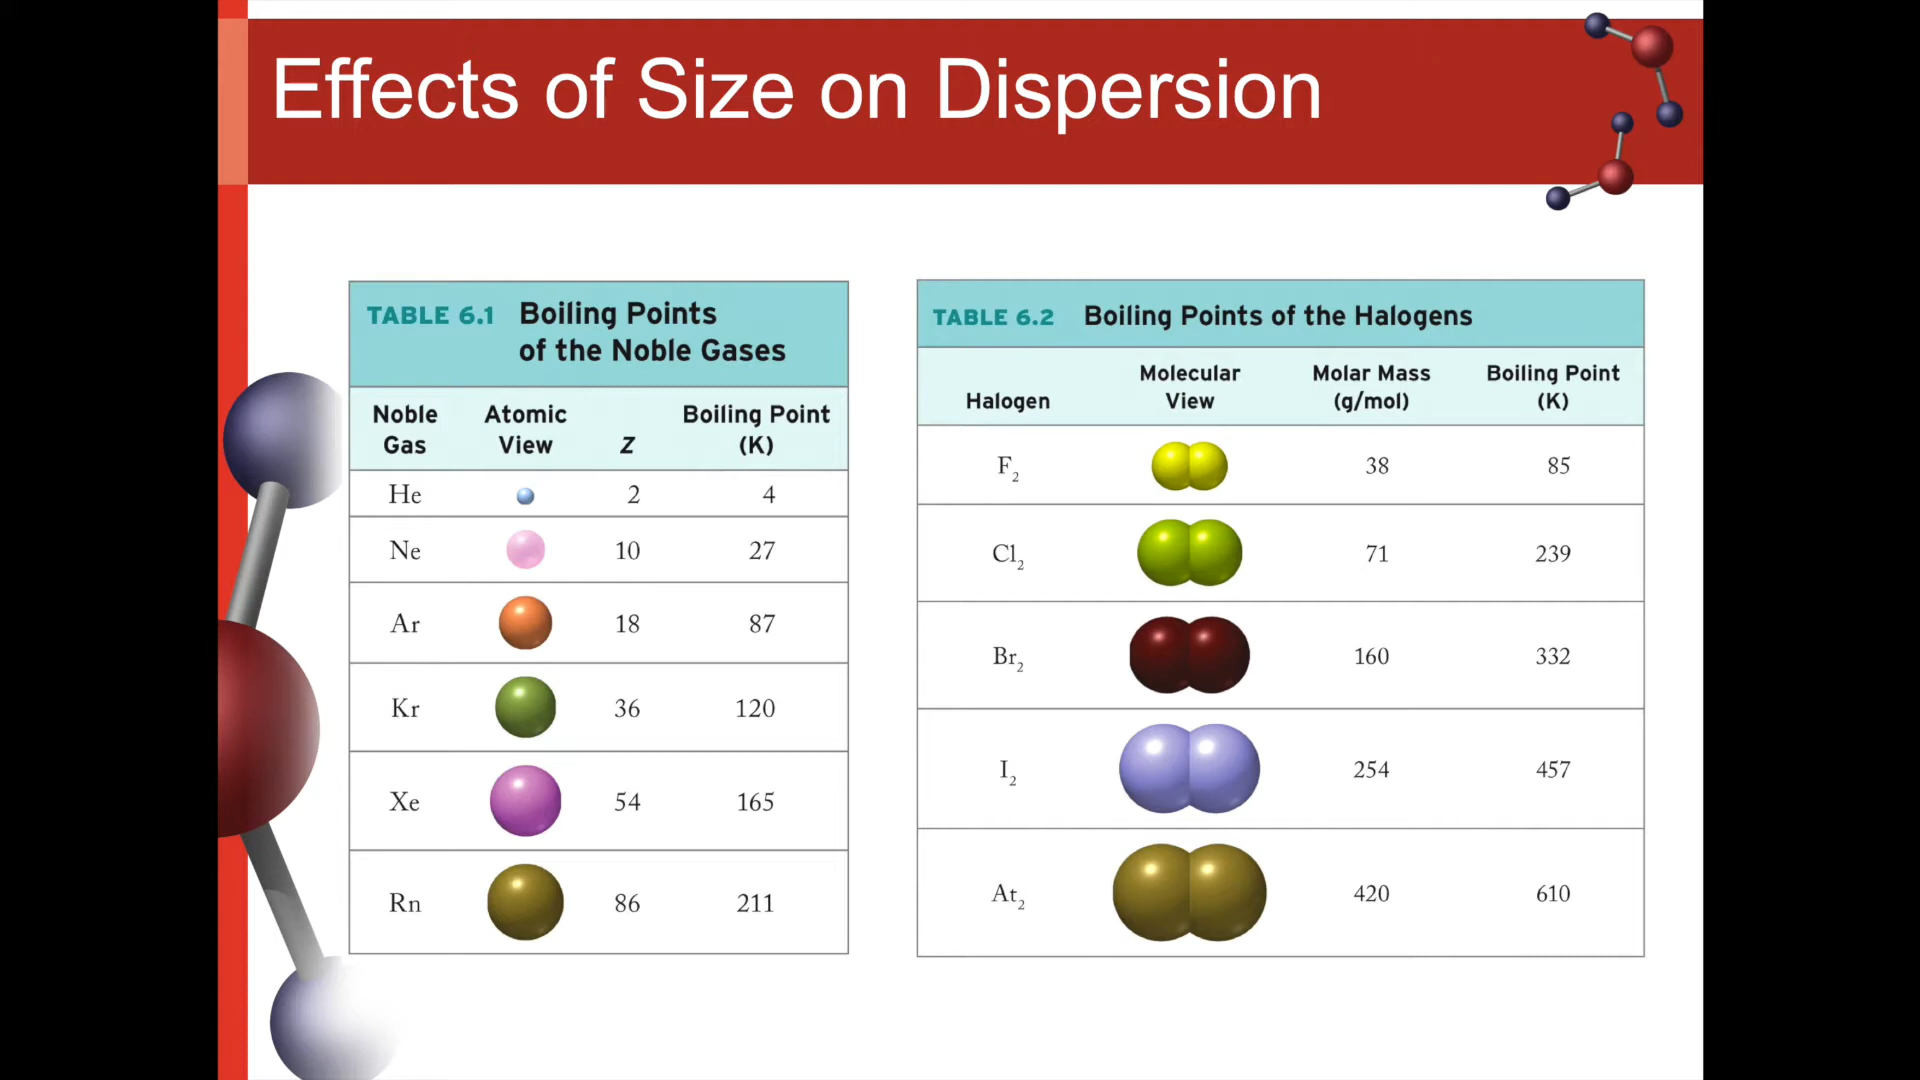 Effects of Size on Dispersion
TABLE 6.1 Boiling Points
of the Noble Gases
Noble Gas Atomic View Z Boiling Point (K)
He 2 4
Ne 10 27
Ar 18 87
Kr 36 120
Xe 54 165
Rn 86 211
TABLE 6.2 Boiling Points of the Halogens
Halogen Molecular View Molar Mass (g/mol) Boiling Point (K)
F₂ 38 85
Cl₂ 71 239
Br₂ 160 332
I₂ 254 457
At₂ 420 610